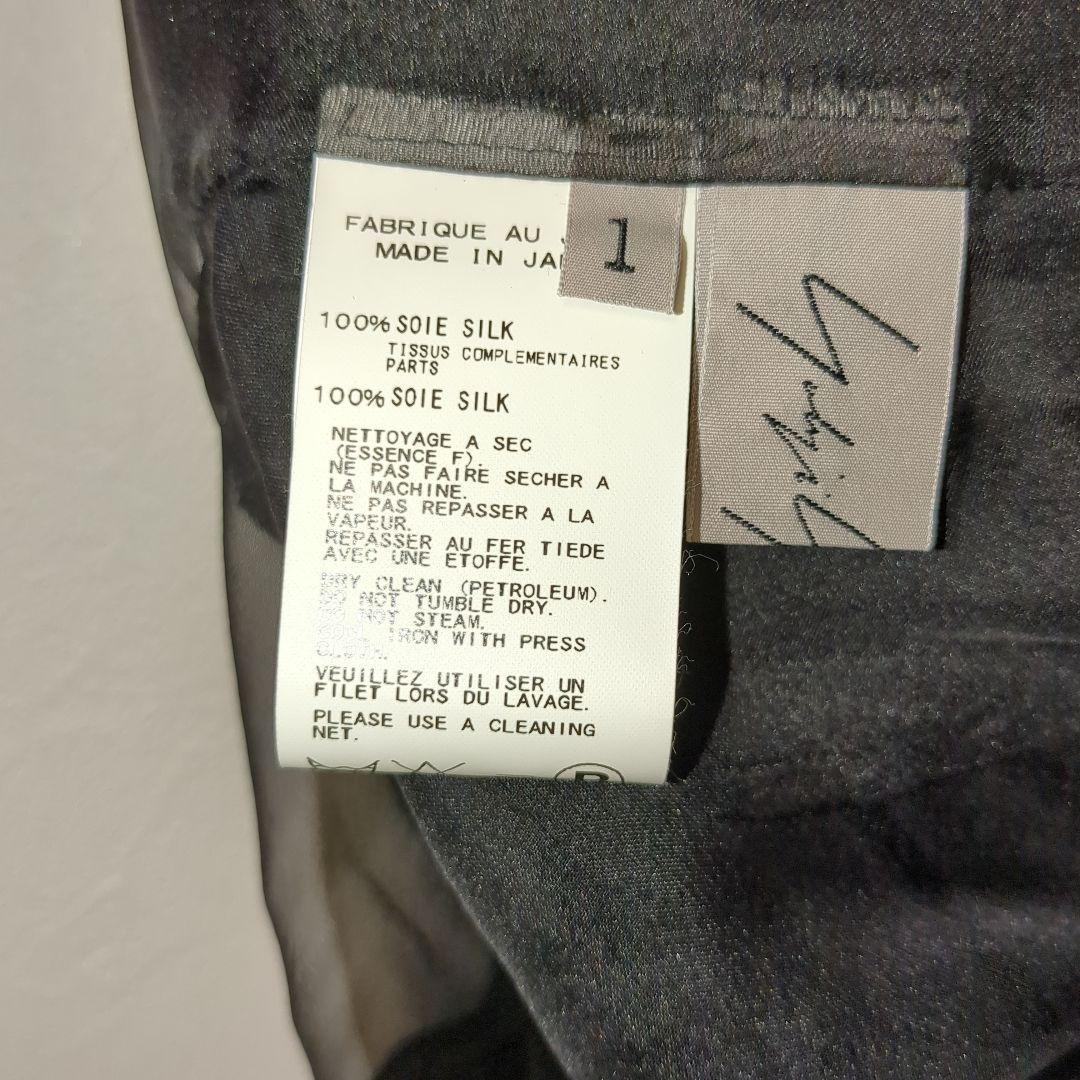 FABRIQUE AU
MADE IN JA
1
100% SOIE SILK
TISSUS COMPLEMENTAIRES
PARTS
100% SOIE SILK
NETTOYAGE A SEC
(ESSENCE F).
NE PAS FAIRE SECHER A
LA MACHINE.
NE PAS REPASSER A LA
VAPEUR.
REPASSER AU FER TIEDE
AVEC UNE ETOFFE.
DRY CLEAN (PETROLEUM).
DO NOT TUMBLE DRY.
DO NOT STEAM.
IRON WITH PRESS
VEUILLEZ UTILISER UN
FILET LORS DU LAVAGE.
PLEASE USE A CLEANING
NET.
P